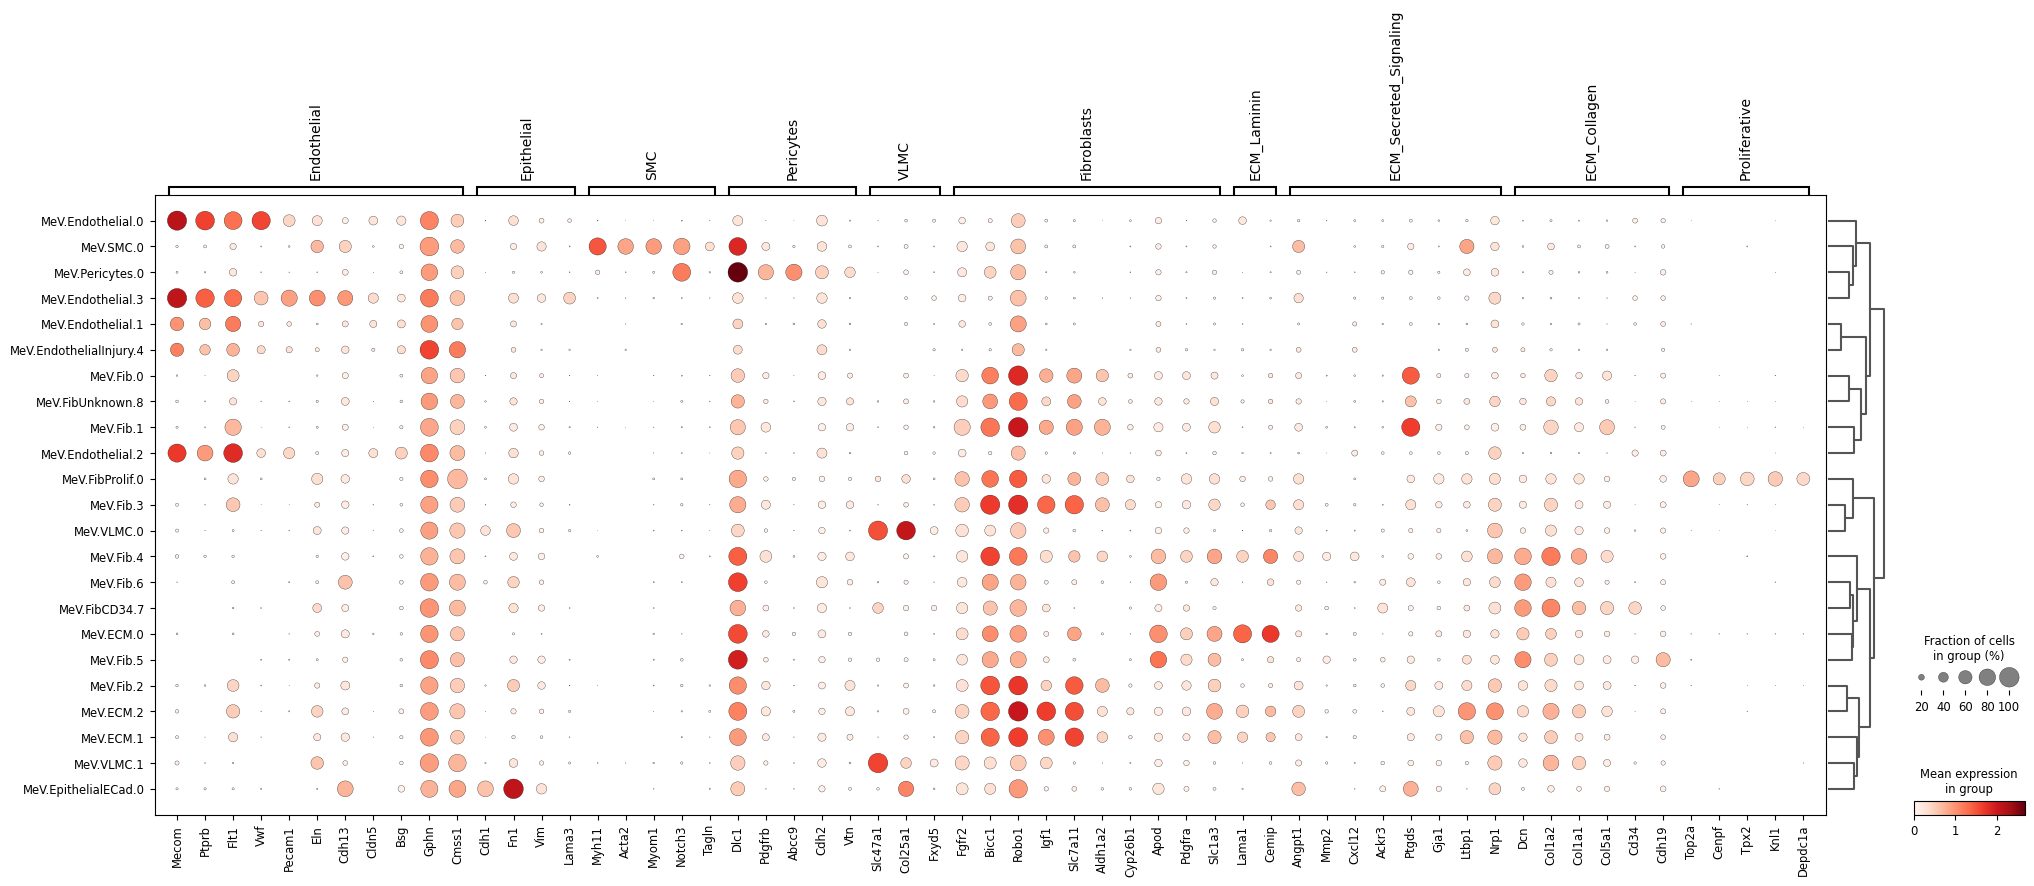 Endothelial
Epithelial
SMC
Pericytes
VLMC
Fibroblasts
ECM_Laminin
ECM_Secreted_Signaling
ECM_Collagen
Proliferative
MeV.Endothelial.0
MeV.SMC.0
MeV.Pericytes.0
MeV.Endothelial.3
MeV.Endothelial.1
MeV.EndothelialInjury.4
MeV.Fib.0
MeV.FibUnknown.8
MeV.Fib.1
MeV.Endothelial.2
MeV.FibProlif.0
MeV.Fib.3
MeV.VLMC.0
MeV.Fib.4
MeV.Fib.6
MeV.FibCD34.7
MeV.ECM.0
MeV.Fib.5
MeV.Fib.2
MeV.ECM.2
MeV.ECM.1
MeV.VLMC.1
MeV.EpithelialECad.0
Mecom
Ptprb
Flt1
Vwf
Pecam1
Eln
Cdh13
Cldn5
Bsg
Gphn
Cmss1
Cdh1
Fn1
Vim
Lama3
Myh11
Acta2
Myom1
Notch3
Tagln
Dlc1
Pdgfrb
Abcc9
Cdh2
Vtn
Slc47a1
Col25a1
Fxyd5
Fgfr2
Bicc1
Robo1
Igf1
Slc7a11
Aldh1a2
Cyp26b1
Apod
Pdgfra
Slc1a3
Lama1
Cemip
Angpt1
Mmp2
Cxcl12
Ackr3
Ptgds
Gja1
Ltbp1
Nrp1
Dcn
Col1a2
Col1a1
Col5a1
Cd34
Cdh19
Top2a
Cenpf
Tpx2
Knl1
Depdc1a
Fraction of cells
in group (%)
20 40 60 80 100
Mean expression
in group
0 1 2